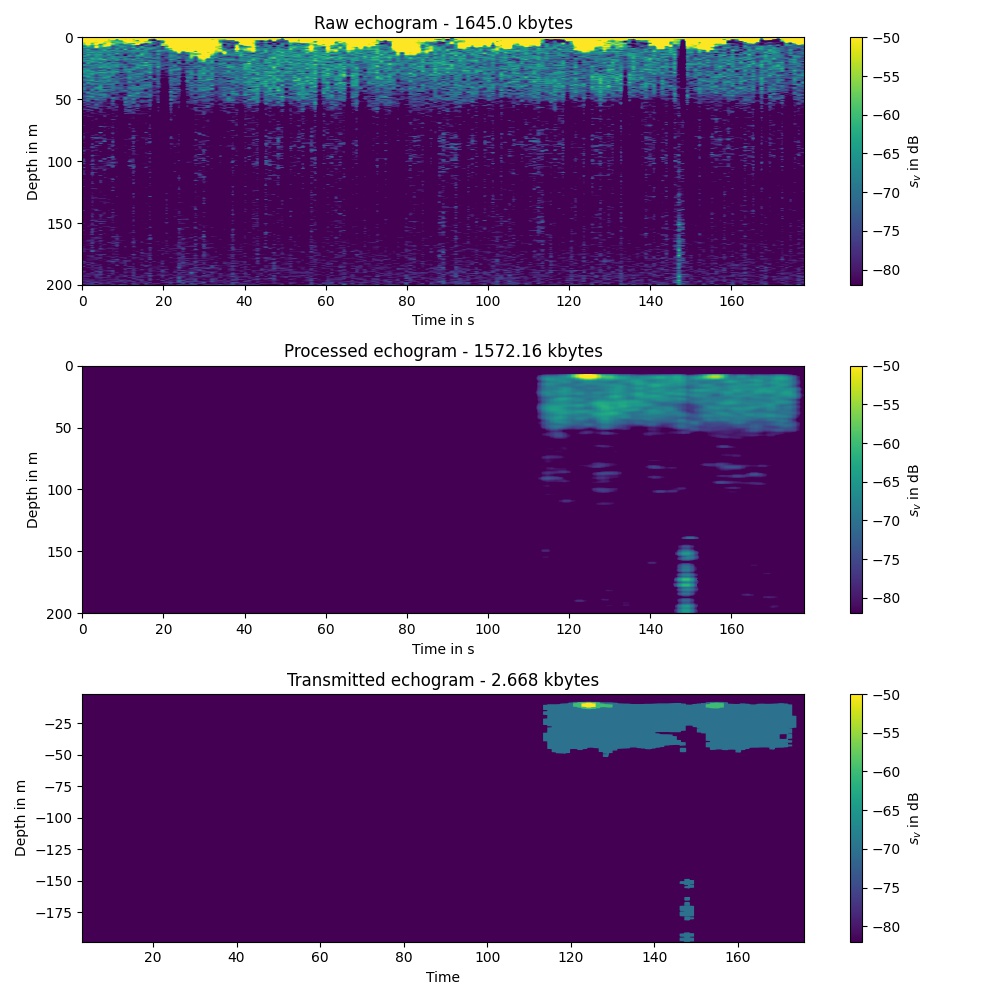 Raw echogram - 1645.0 kbytes
0
50
100
150
200
Depth in m
0 20 40 60 80 100 120 140 160
Time in s
−50
−55
−60
−65
−70
−75
−80
s_v in dB
Processed echogram - 1572.16 kbytes
0
50
100
150
200
Depth in m
0 20 40 60 80 100 120 140 160
Time in s
−50
−55
−60
−65
−70
−75
−80
s_v in dB
Transmitted echogram - 2.668 kbytes
−25
−50
−75
−100
−125
−150
−175
Depth in m
20 40 60 80 100 120 140 160
Time
−50
−55
−60
−65
−70
−75
−80
s_v in dB